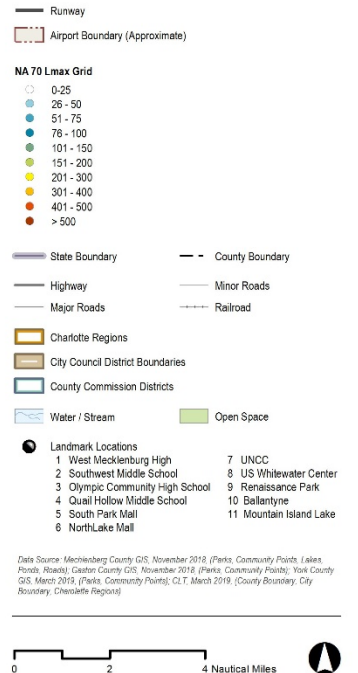 Runway
Airport Boundary (Approximate)
NA 70 Lmax Grid
0-25
26 - 50
51 - 75
76 - 100
101 - 150
151 - 200
201 - 300
301 - 400
401 - 500
> 500
State Boundary
County Boundary
Highway
Minor Roads
Major Roads
Railroad
Charlotte Regions
City Council District Boundaries
County Commission Districts
Water / Stream
Open Space
Landmark Locations
1 West Mecklenburg High
2 Southwest Middle School
3 Olympic Community High School
4 Quail Hollow Middle School
5 South Park Mall
6 NorthLake Mall
7 UNCC
8 US Whitewater Center
9 Renaissance Park
10 Ballantyne
11 Mountain Island Lake
Data Source: Mechlenberg County GIS, November 2018, (Parks, Community Points, Lakes,
Ponds, Roads); Gaston County GIS, November 2018, (Parks, Community Points); York County
GIS, March 2019, (Parks, Community Points); CLT, March 2019, (County Boundary, City
Boundary, Charelotte Regions)
0 2 4 Nautical Miles